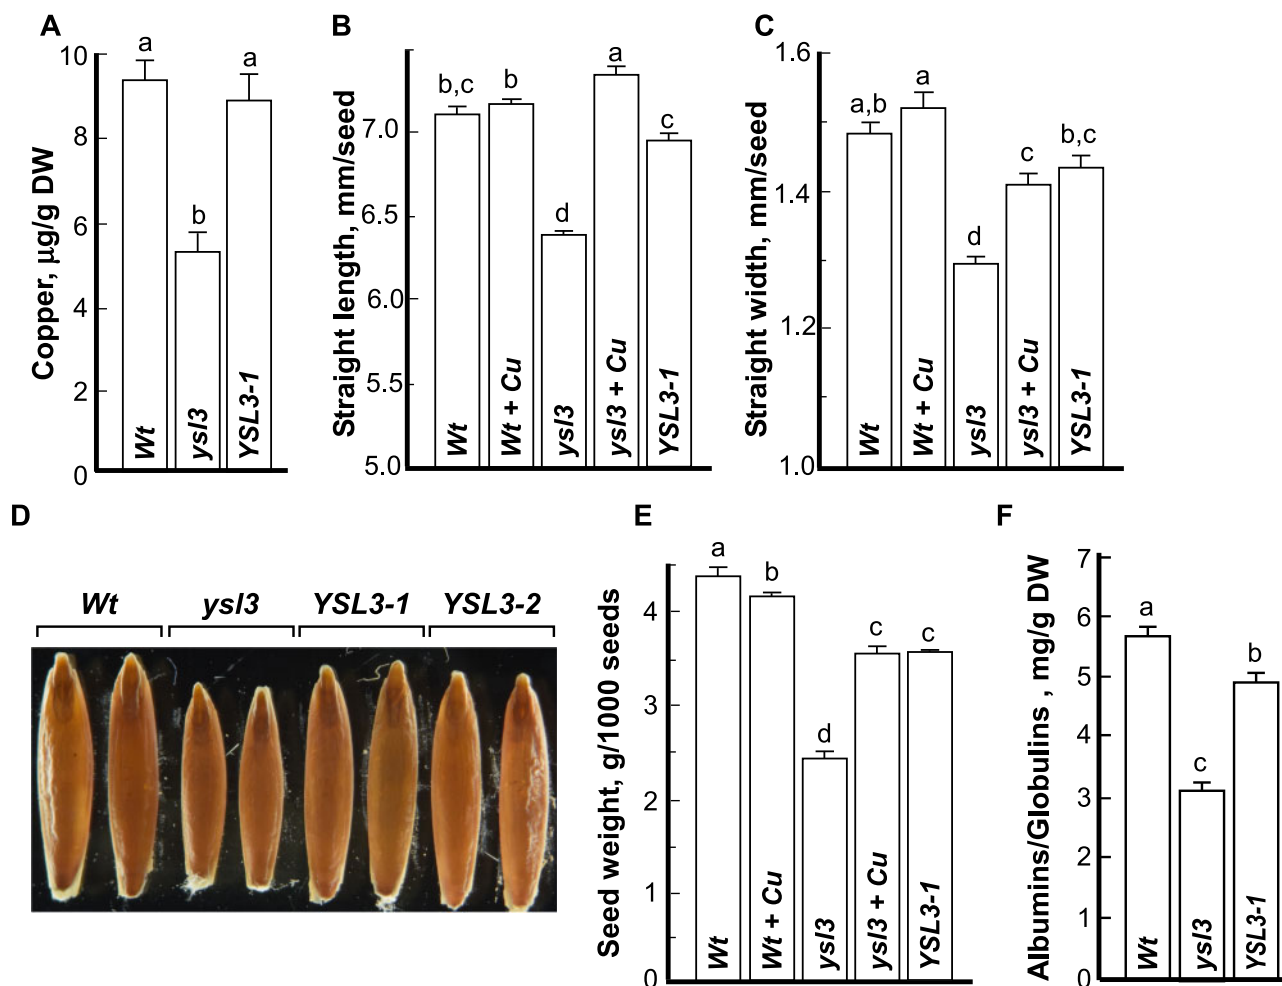 A
Copper, µg/g DW
10
8
6
4
2
0
a
b
a
Wt
ysl3
YSL3-1
B
Straight length, mm/seed
7.0
6.5
6.0
5.5
5.0
b,c
b
d
a
c
Wt
Wt + Cu
ysl3
ysl3 + Cu
YSL3-1
C
Straight width, mm/seed
1.6
1.4
1.2
1.0
a,b
a
d
c
b,c
Wt
Wt + Cu
ysl3
ysl3 + Cu
YSL3-1
D
Wt ysl3 YSL3-1 YSL3-2
E
Seed weight, g/1000 seeds
4
3
2
1
0
a
b
d
c
c
Wt
Wt + Cu
ysl3
ysl3 + Cu
YSL3-1
F
Albumins/Globulins , mg/g DW
7
6
5
4
3
2
1
0
a
c
b
Wt
ysl3
YSL3-1